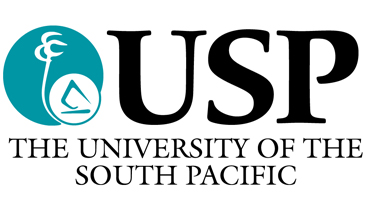 USP
THE UNIVERSITY OF THE
SOUTH PACIFIC